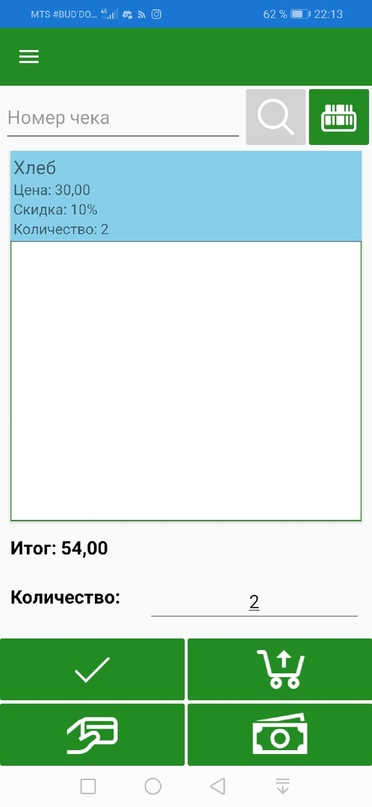 MTS #BUD'DO... 4G 62 % 22:13
Номер чека
Хлеб
Цена: 30,00
Скидка: 10%
Количество: 2
Итог: 54,00
Количество: 2